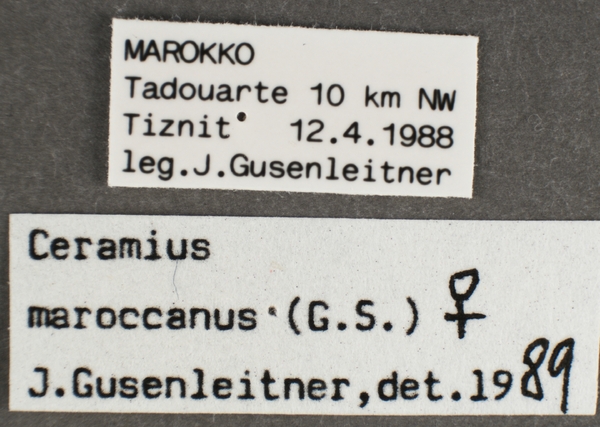 MAROKKO
Tadouarte 10 km NW
Tiznit 12.4.1988
leg.J.Gusenleitner
Ceramius
maroccanus (G.S.) ♀
J.Gusenleitner,det.1989